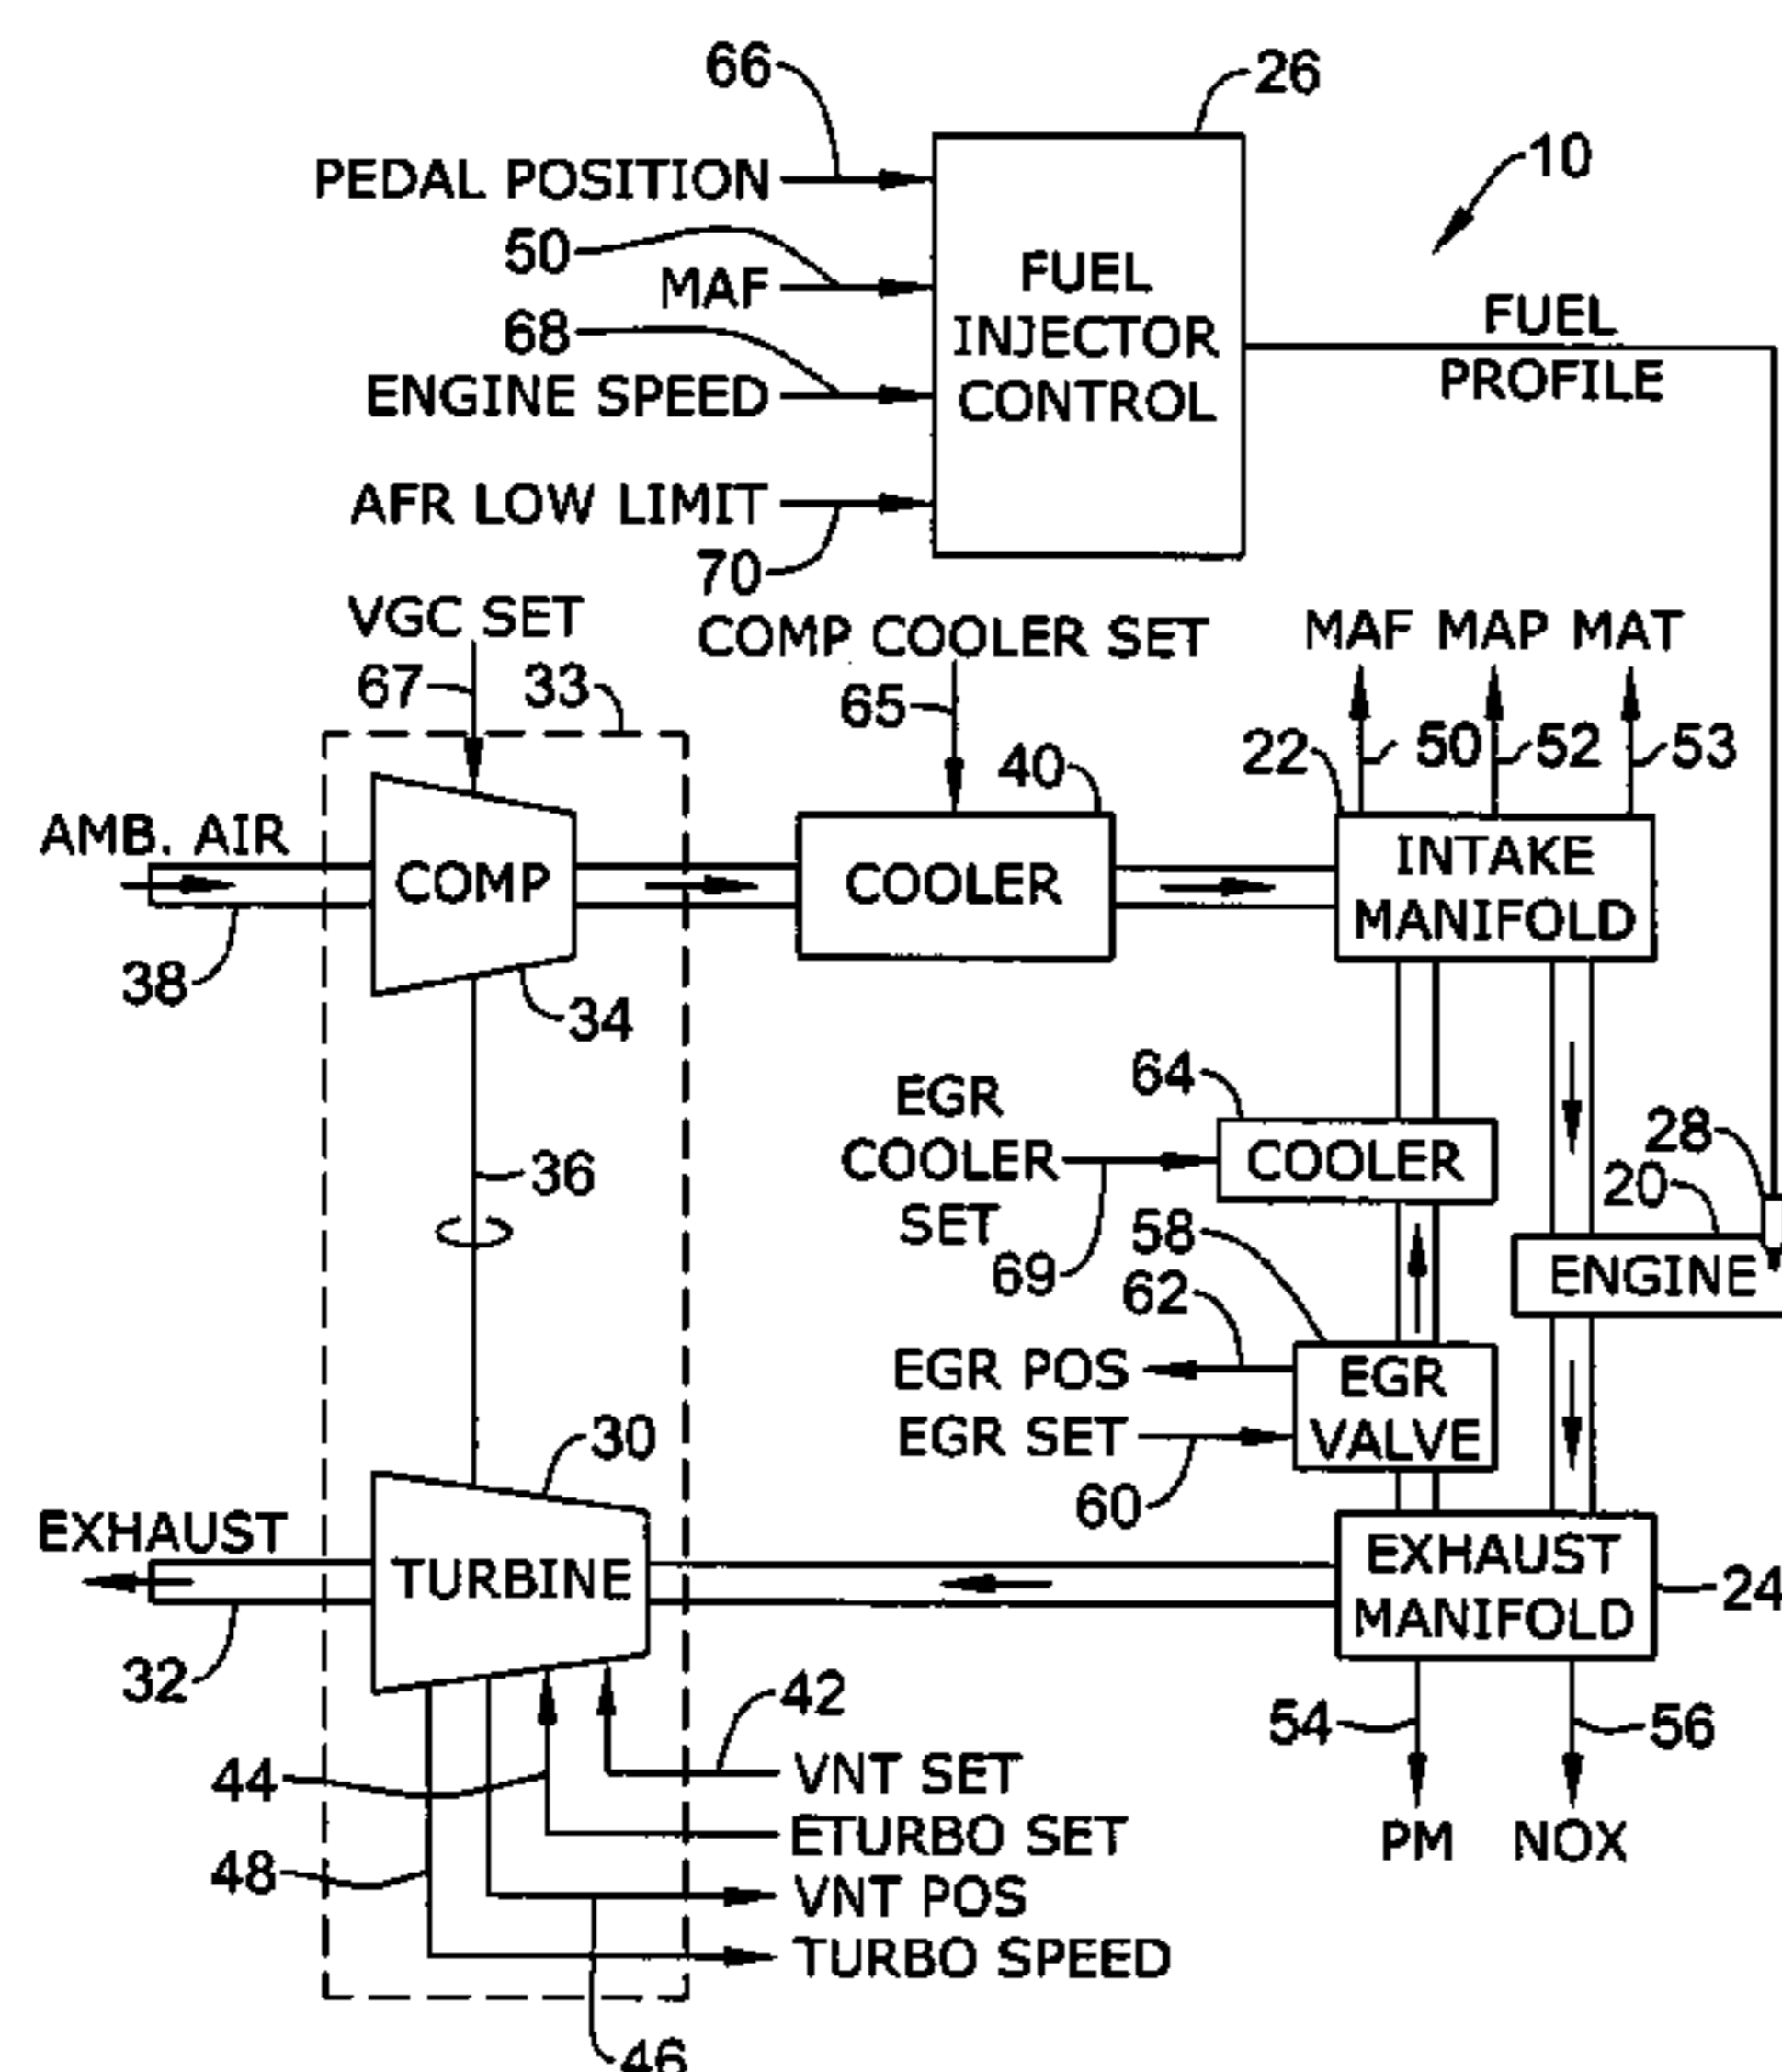 66
26
10
PEDAL POSITION
50
MAF
68
ENGINE SPEED
AFR LOW LIMIT
70
FUEL
INJECTOR
CONTROL
FUEL
PROFILE
VGC SET
67
33
COMP COOLER SET
65
40
MAF MAP MAT
22
50
52
53
AMB. AIR
COMP
COOLER
INTAKE
MANIFOLD
38
34
36
EGR
COOLER
SET
69
64
COOLER
28
20
ENGINE
58
62
EGR POS
EGR SET
60
EGR
VALVE
30
EXHAUST
TURBINE
32
EXHAUST
MANIFOLD
24
54
56
PM
NOX
42
44
48
VNT SET
ETURBO SET
VNT POS
TURBO SPEED
46